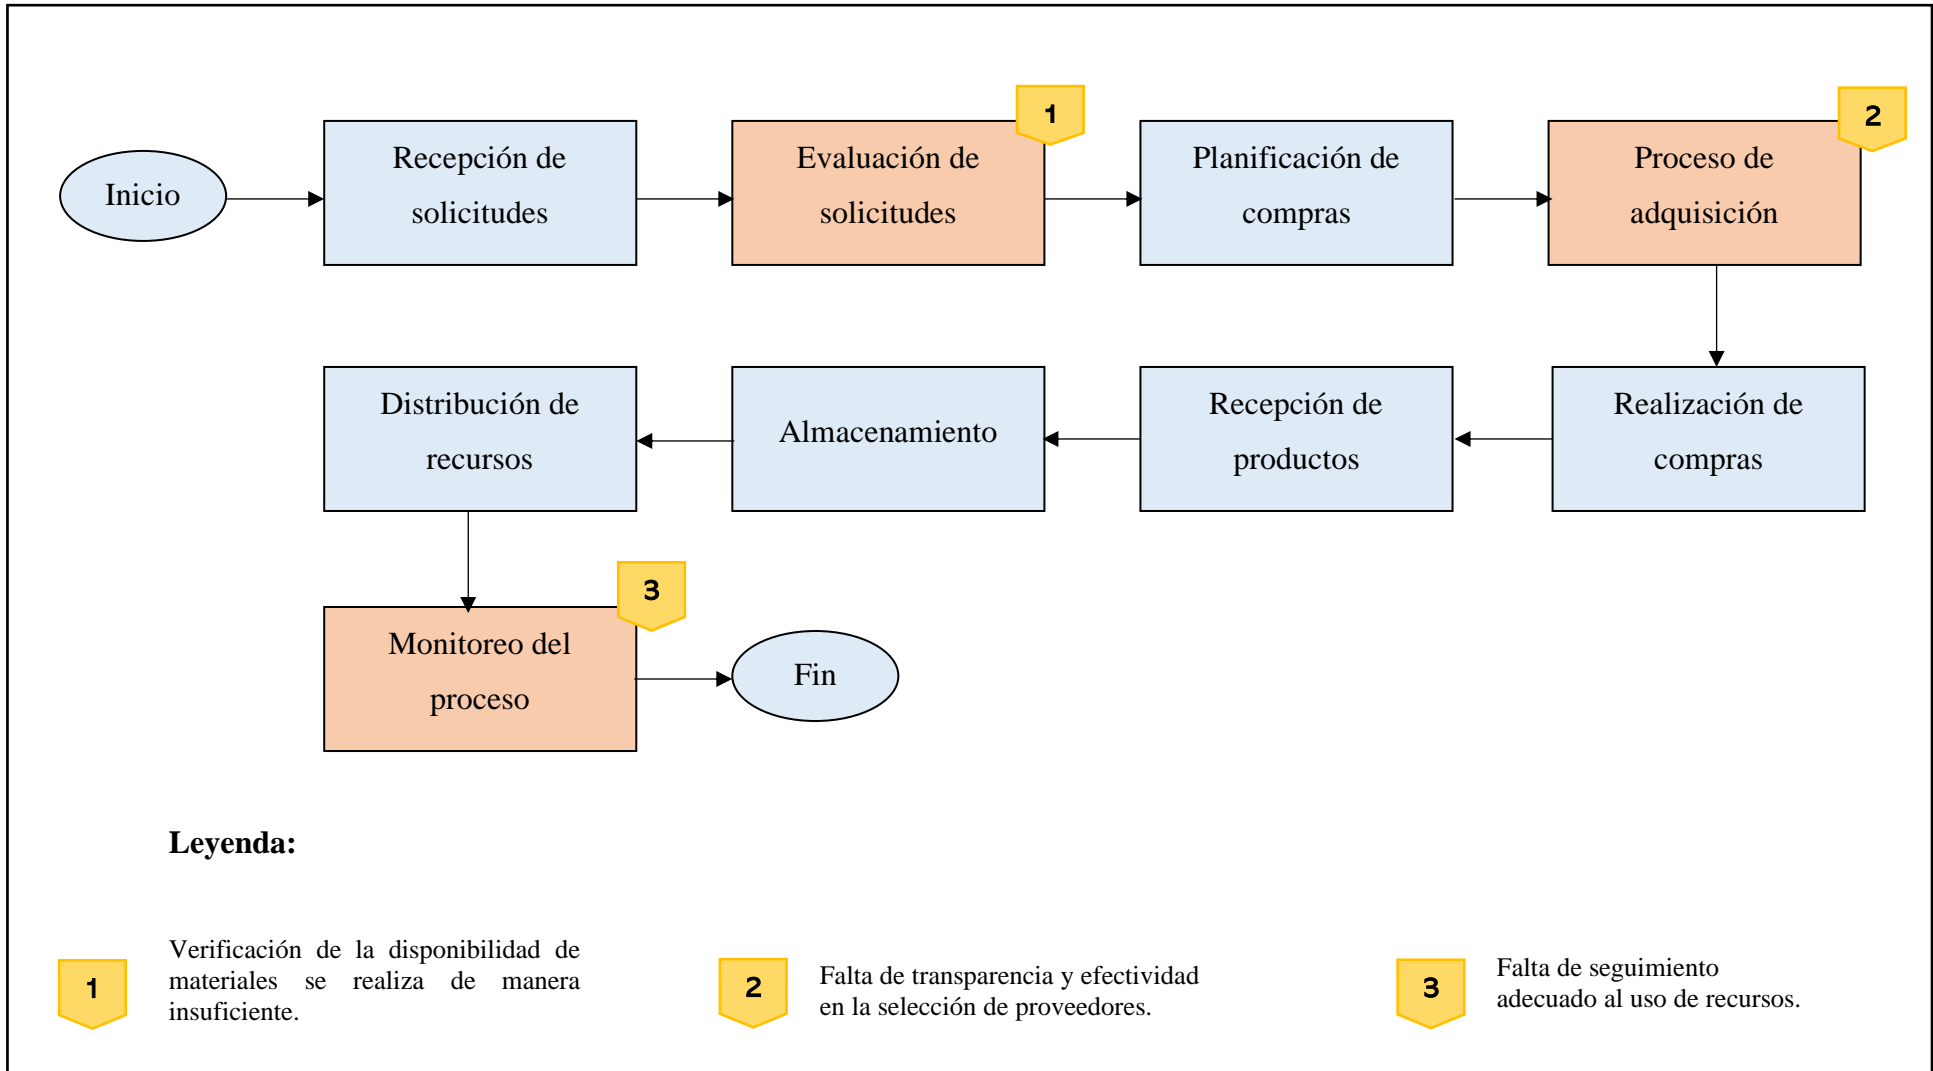 Inicio
Recepción de
solicitudes
1
Evaluación de
solicitudes
Planificación de
compras
2
Proceso de
adquisición
Realización de
compras
Recepción de
productos
Almacenamiento
Distribución de
recursos
3
Monitoreo del
proceso
Fin
Leyenda:
1
Verificación de la disponibilidad de
materiales se realiza de manera
insuficiente.
2
Falta de transparencia y efectividad
en la selección de proveedores.
3
Falta de seguimiento
adecuado al uso de recursos.